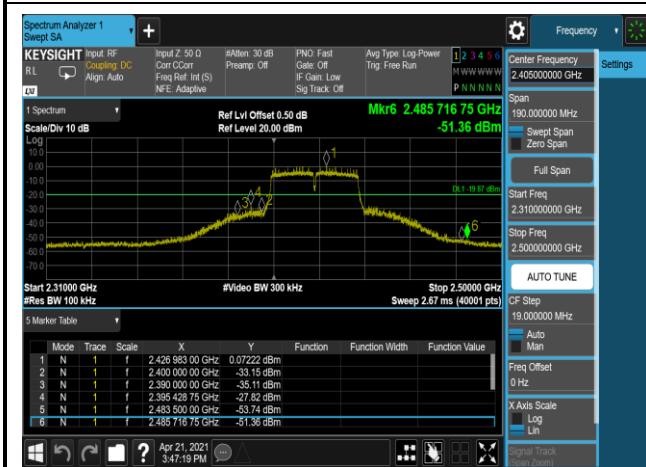 Spectrum Analyzer 1
Swept SA
+
Frequency
KEYSIGHT
RL
LXI
Input: RF
Coupling: DC
Align: Auto
Input Z: 50 Ω
Corr CCorr
Freq Ref: Int (S)
NFE: Adaptive
#Atten: 30 dB
Preamp: Off
PNO: Fast
Gate: Off
IF Gain: Low
Sig Track: Off
Avg Type: Log-Power
Trig: Free Run
1 2 3 4 5 6
M W W W W W
P N N N N N
Center Frequency
2.405000000 GHz
Settings
Span
190.000000 MHz
Swept Span
Zero Span
Full Span
Start Freq
2.310000000 GHz
Stop Freq
2.500000000 GHz
AUTO TUNE
CF Step
19.000000 MHz
Auto
Man
Freq Offset
0 Hz
X Axis Scale
Log
Lin
Signal Track
(Span Zoom)
1 Spectrum
Scale/Div 10 dB
Ref Lvl Offset 0.50 dB
Ref Level 20.00 dBm
Mkr6 2.485 716 75 GHz
-51.36 dBm
Log
10.0
0.00
-10.0
-20.0
-30.0
-40.0
-50.0
-60.0
-70.0
1
DL1 -19.87 dBm
3 4 2
6
Start 2.31000 GHz
#Res BW 100 kHz
#Video BW 300 kHz
Stop 2.50000 GHz
Sweep 2.67 ms (40001 pts)
5 Marker Table
Mode Trace Scale X Y Function Function Width Function Value
1 N 1 f 2.426 983 00 GHz 0.07222 dBm
2 N 1 f 2.400 000 00 GHz -33.15 dBm
3 N 1 f 2.390 000 00 GHz -35.11 dBm
4 N 1 f 2.395 428 75 GHz -27.82 dBm
5 N 1 f 2.483 500 00 GHz -53.74 dBm
6 N 1 f 2.485 716 75 GHz -51.36 dBm
?
Apr 21, 2021
3:47:19 PM